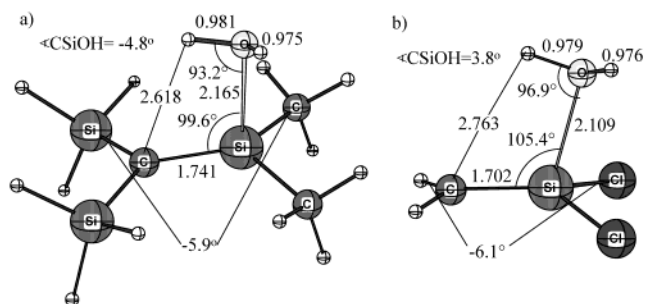 a)
0.981
O
0.975
∢CSiOH= -4.8°
93.2°
2.618
2.165
Si
C
99.6°
C
Si
1.741
Si
C
-5.9°
b)
0.979
0.976
∢CSiOH=3.8°
O
96.9°
2.763
2.109
105.4°
1.702
C
Si
Cl
-6.1°
Cl